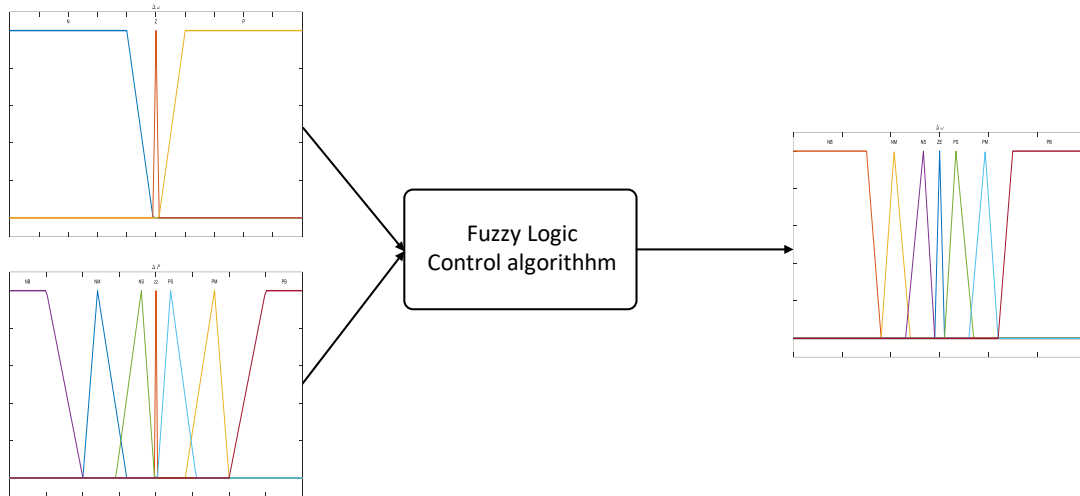 Δω
N Z P
ΔP
NB NM NS ZZ PS PM PB
Fuzzy Logic
Control algorithhm
Δω
NB NM NS ZE PS PM PB